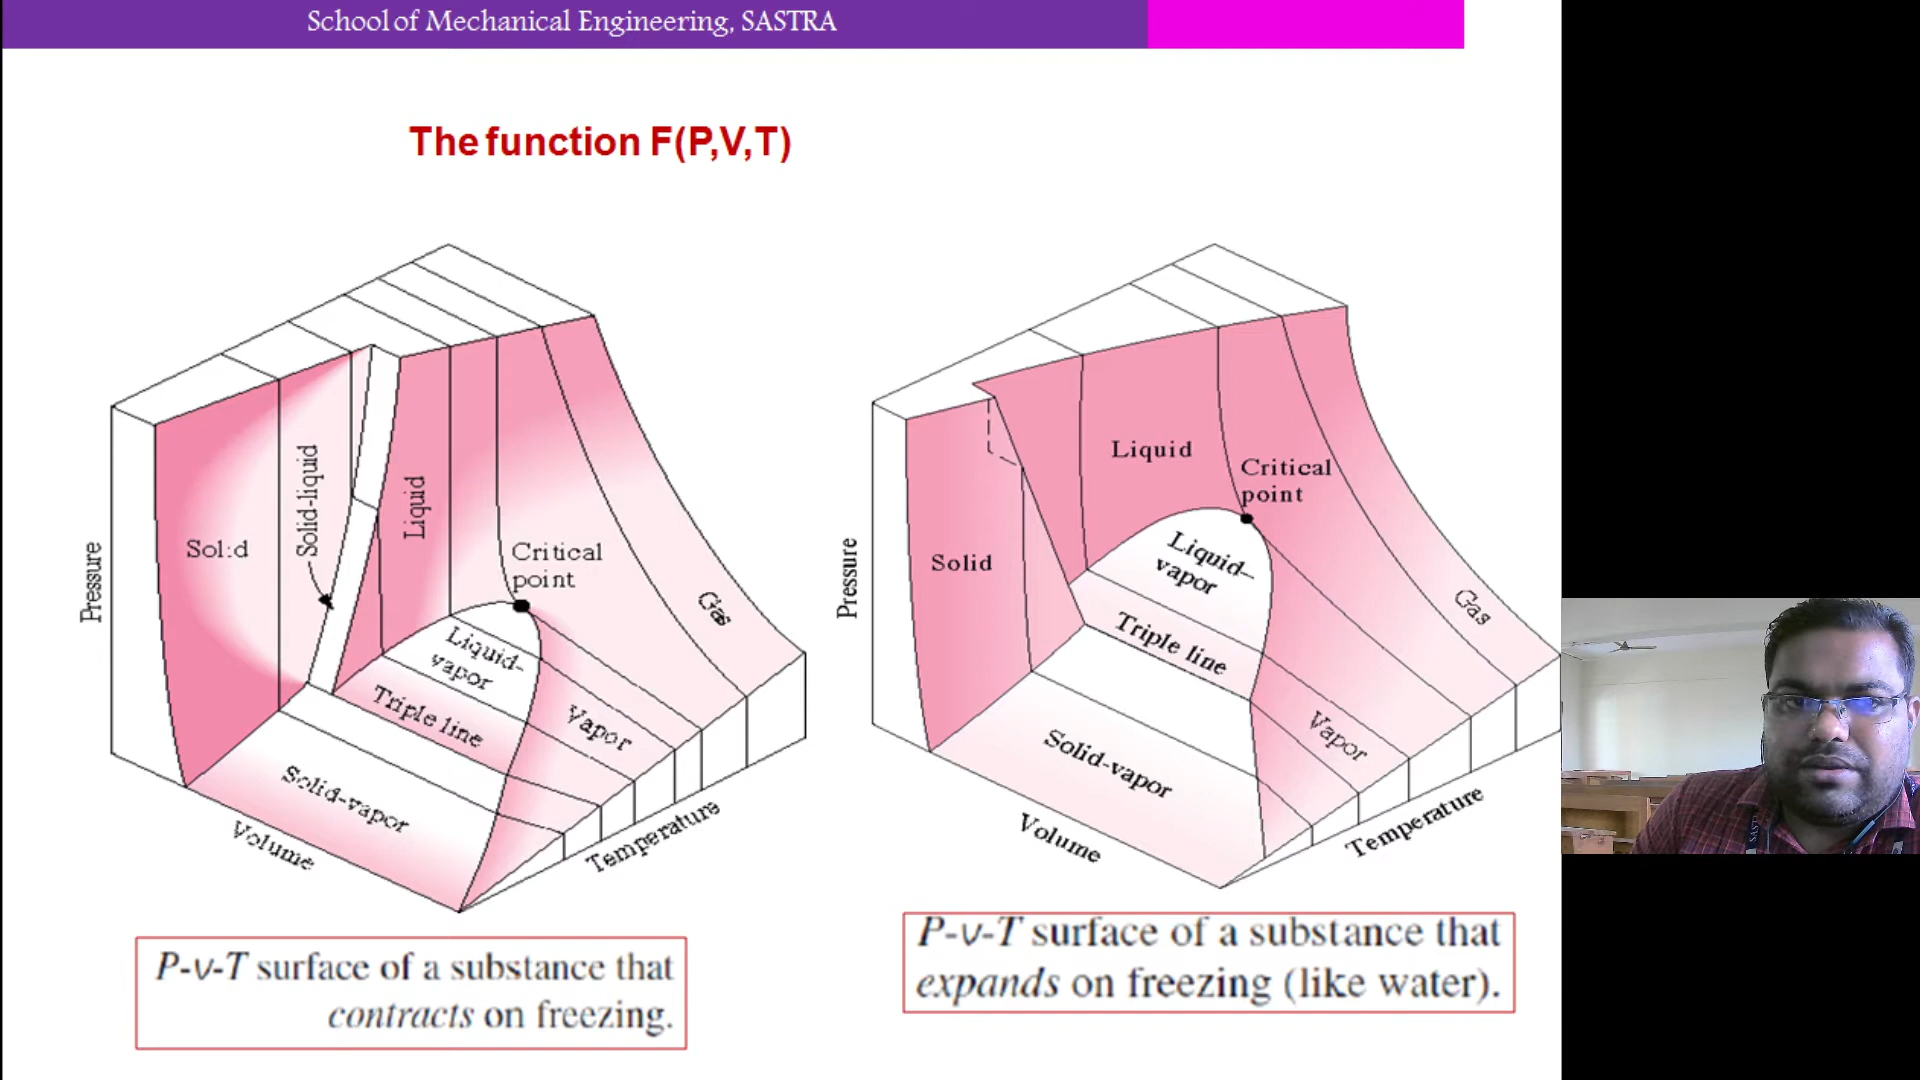 School of Mechanical Engineering, SASTRA
The function F(P,V,T)
Pressure
Sol:d
Solid-liquid
Liquid
Critical
point
Liquid-
vapor
Triple line
Vapor
Gas
Solid-vapor
Volume
Temperature
P-v-T surface of a substance that
contracts on freezing.
Pressure
Solid
Liquid
Critical
point
Liquid–
vapor
Triple line
Vapor
Gas
Solid-vapor
Volume
Temperature
P-v-T surface of a substance that
expands on freezing (like water).